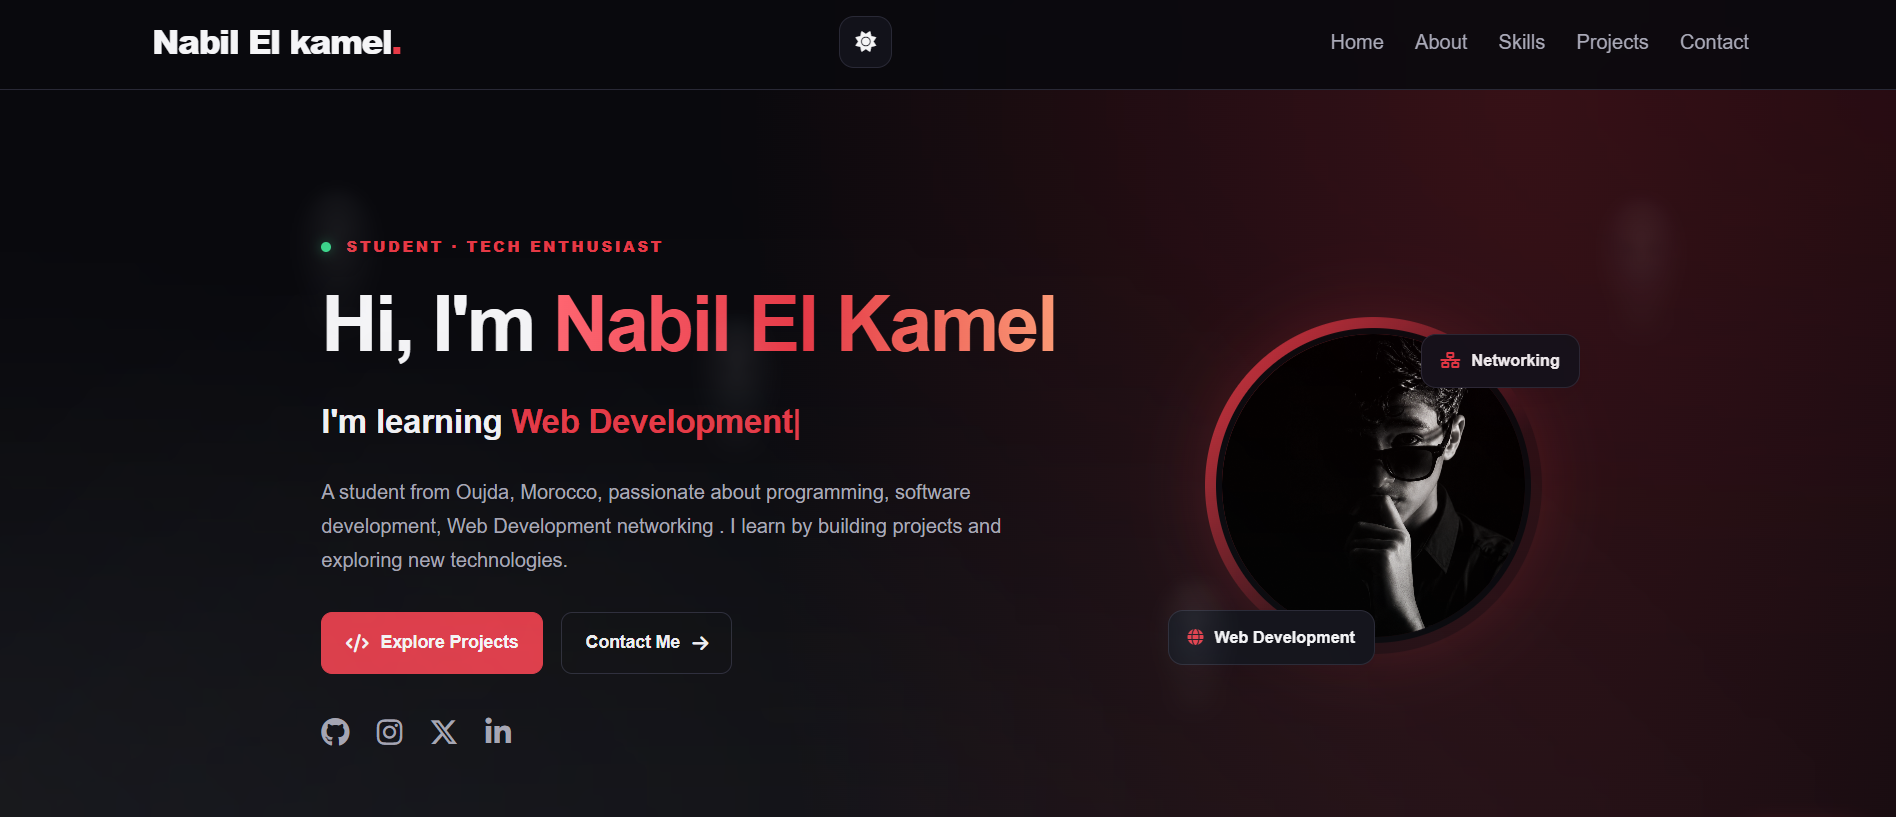 Nabil El kamel.
Home About Skills Projects Contact
STUDENT · TECH ENTHUSIAST
Hi, I'm Nabil El Kamel
I'm learning Web Development|
A student from Oujda, Morocco, passionate about programming, software
development, Web Development networking . I learn by building projects and
exploring new technologies.
Explore Projects
Contact Me
Networking
Web Development